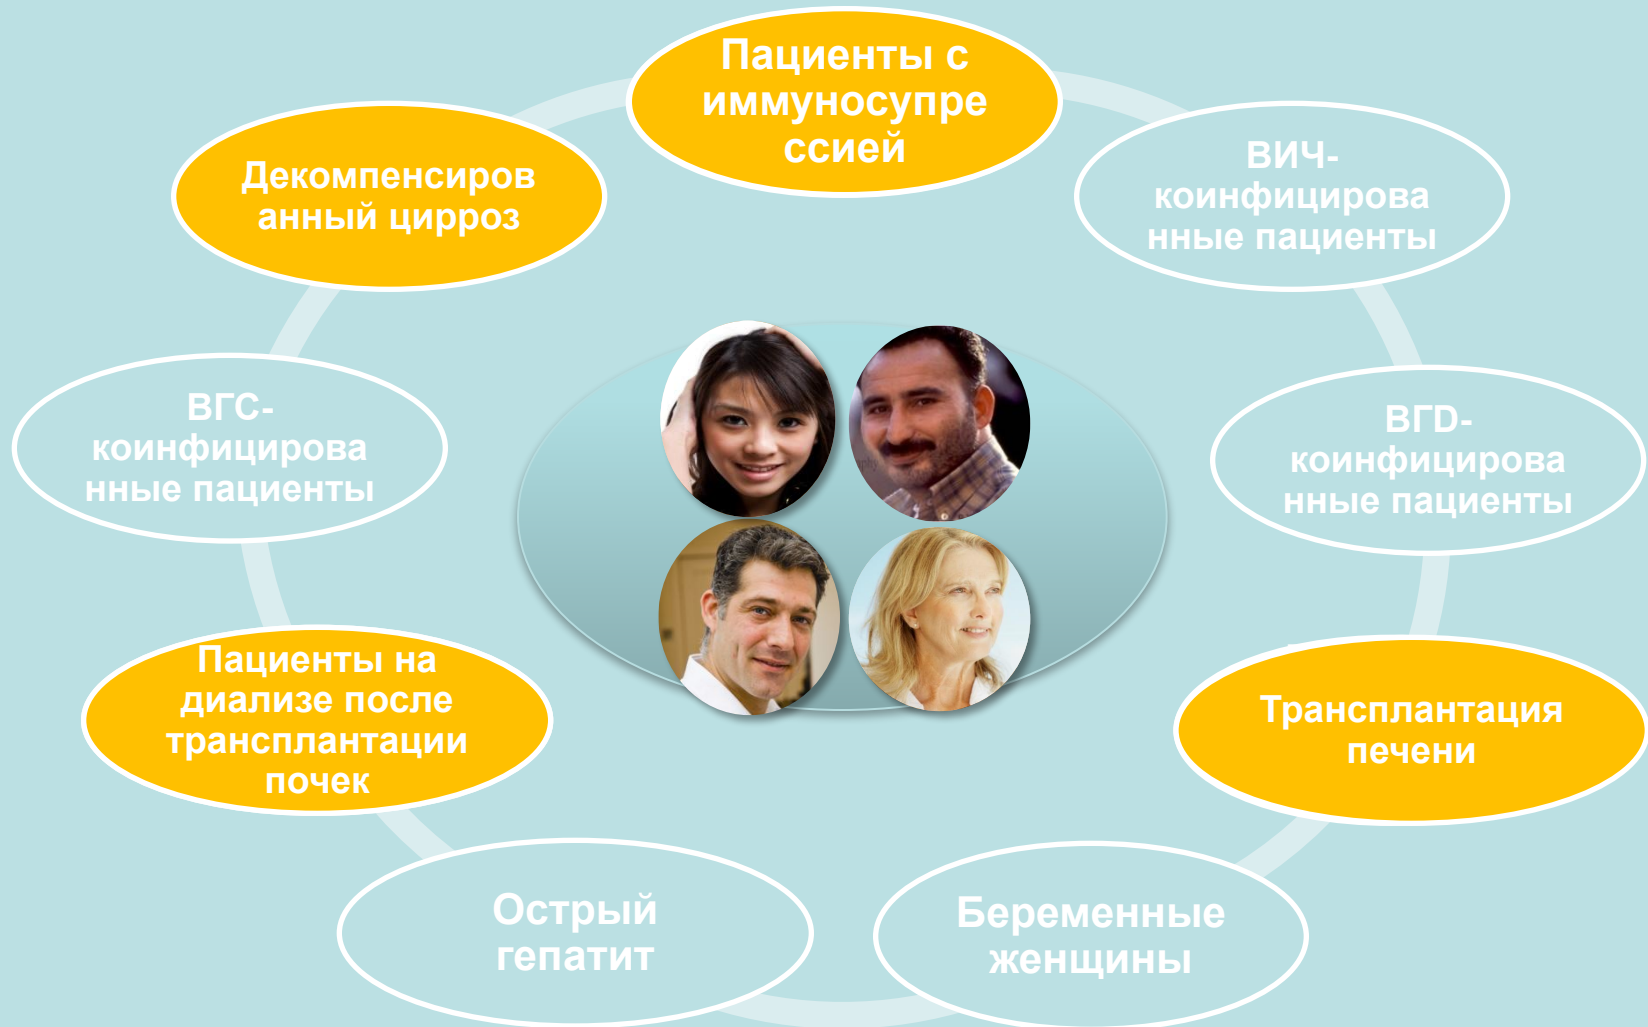 Пациенты с
иммуносупре
ссией
Декомпенсиров
анный цирроз
ВИЧ-
коинфицирова
нные пациенты
ВГС-
коинфицирова
нные пациенты
ВГD-
коинфицирова
нные пациенты
Пациенты на
диализе после
трансплантации
почек
Трансплантация
печени
Острый
гепатит
Беременные
женщины